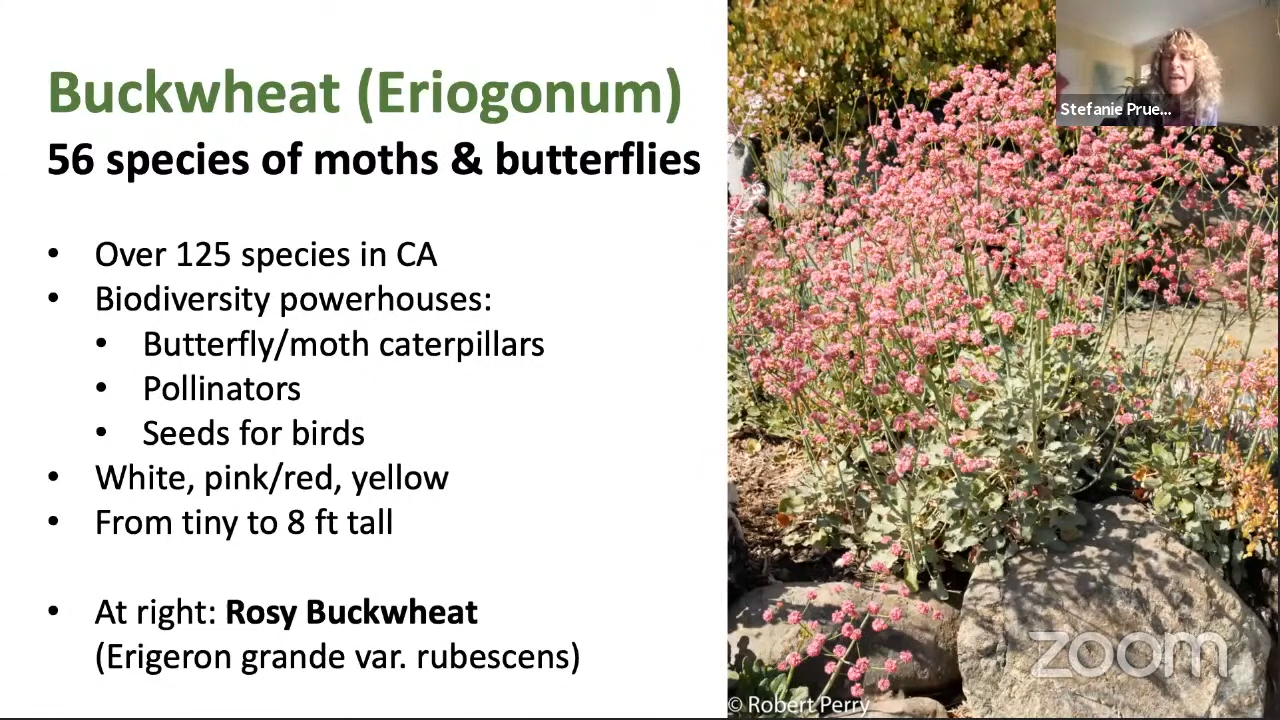 Buckwheat (Eriogonum)
56 species of moths & butterflies
• Over 125 species in CA
• Biodiversity powerhouses:
• Butterfly/moth caterpillars
• Pollinators
• Seeds for birds
• White, pink/red, yellow
• From tiny to 8 ft tall
• At right: Rosy Buckwheat
(Erigeron grande var. rubescens)
Stefanie Prue...
zoom
© Robert Perry